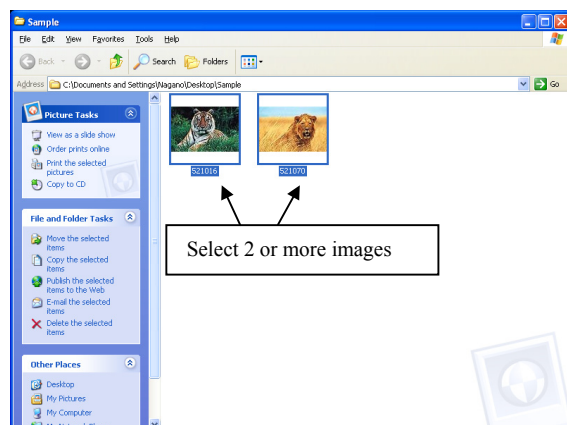 Sample
File Edit View Favorites Tools Help
Back Search Folders
Address C:\Documents and Settings\Nagano\Desktop\Sample Go
Picture Tasks
View as a slide show
Order prints online
Print the selected
pictures
Copy to CD
File and Folder Tasks
Move the selected
items
Copy the selected
items
Publish the selected
items to the Web
E-mail the selected
items
Delete the selected
items
Other Places
Desktop
My Pictures
My Computer
521016
521070
Select 2 or more images